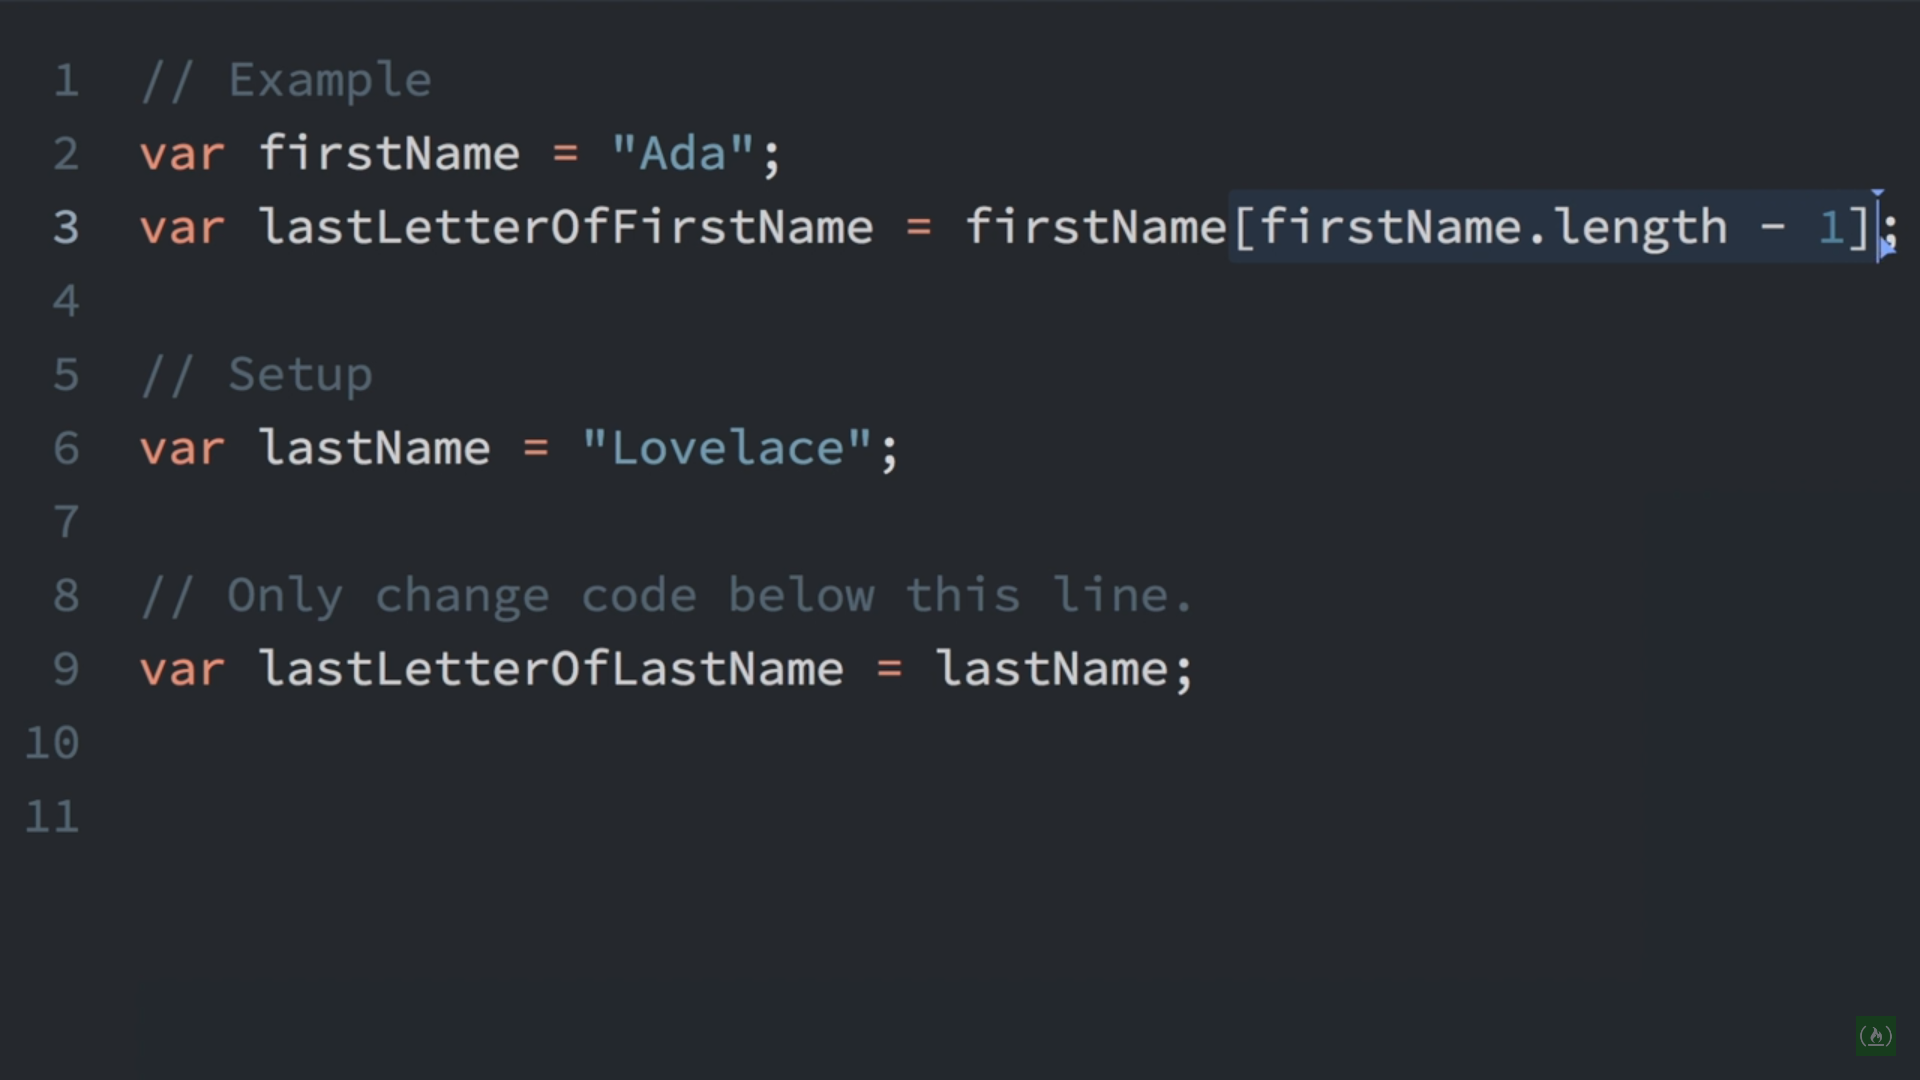 1 // Example
2 var firstName = "Ada";
3 var lastLetterOfFirstName = firstName[firstName.length - 1];
4
5 // Setup
6 var lastName = "Lovelace";
7
8 // Only change code below this line.
9 var lastLetterOfLastName = lastName;
10
11